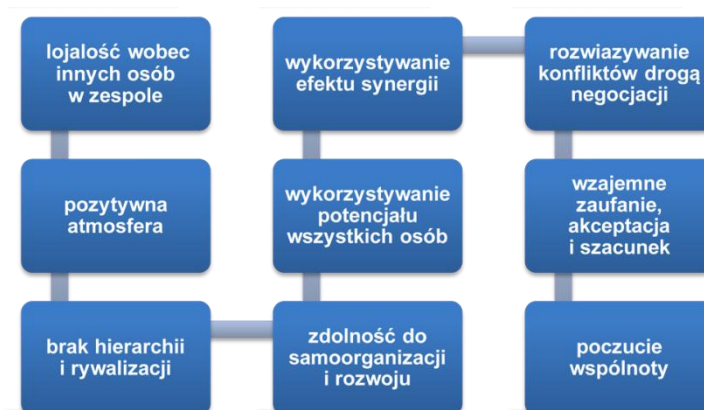 lojalność wobec
innych osób
w zespole
pozytywna
atmosfera
brak hierarchii
i rywalizacji
zdolność do
samoorganizacji
i rozwoju
wykorzystywanie
potencjału
wszystkich osób
wykorzystywanie
efektu synergii
rozwiazywanie
konfliktów drogą
negocjacji
wzajemne
zaufanie,
akceptacja
i szacunek
poczucie
wspólnoty